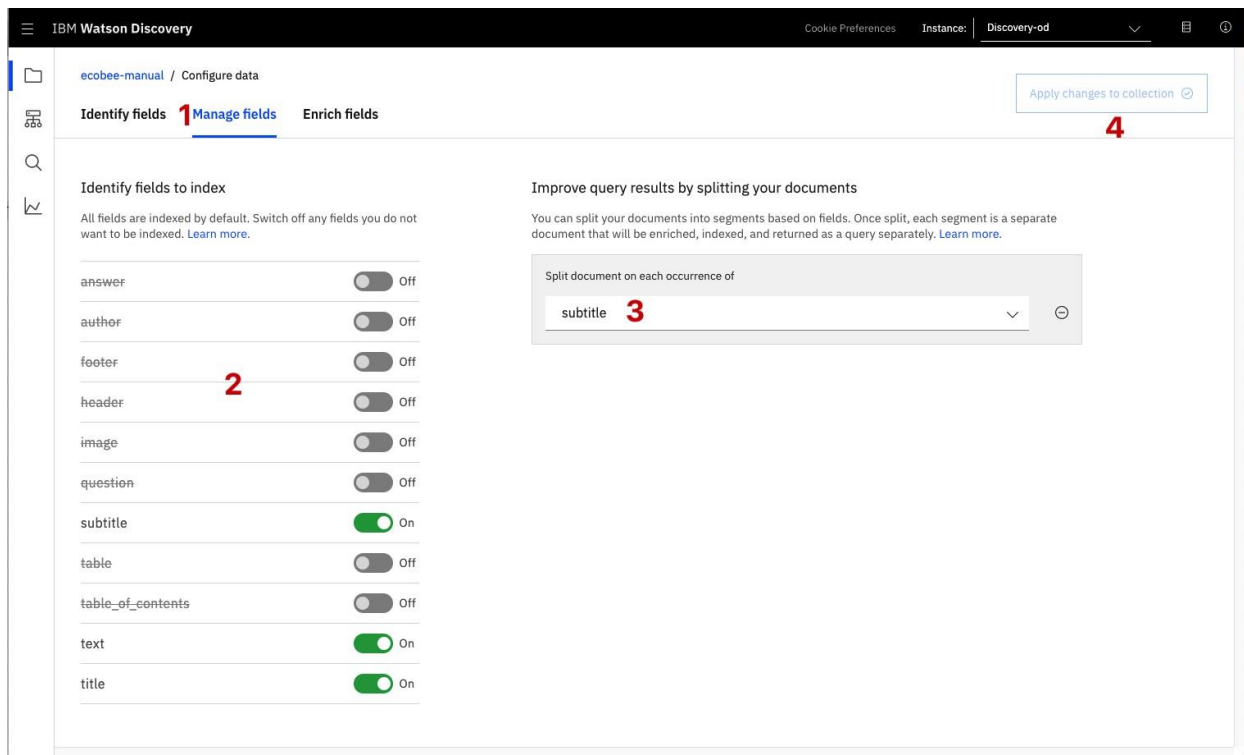 IBM Watson Discovery
Cookie Preferences
Instance:
Discovery-od
ecobee-manual / Configure data
Identify fields
1
Manage fields
Enrich fields
Apply changes to collection
4
Identify fields to index
All fields are indexed by default. Switch off any fields you do not
want to be indexed. Learn more.
answer Off
author Off
footer Off
2
header Off
image Off
question Off
subtitle On
table Off
table_of_contents Off
text On
title On
Improve query results by splitting your documents
You can split your documents into segments based on fields. Once split, each segment is a separate
document that will be enriched, indexed, and returned as a query separately. Learn more.
Split document on each occurrence of
subtitle 3